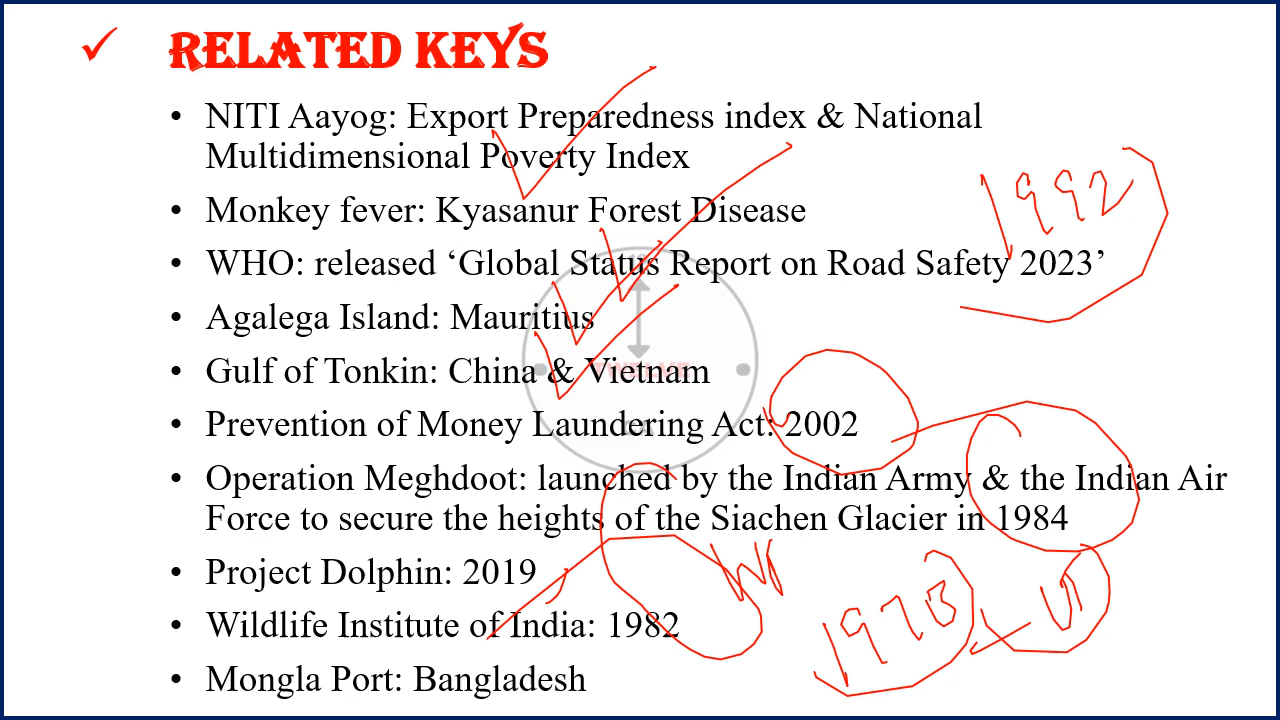 RELATED KEYS
NITI Aayog: Export Preparedness index & National
Multidimensional Poverty Index
Monkey fever: Kyasanur Forest Disease
WHO: released ‘Global Status Report on Road Safety 2023’
Agalega Island: Mauritius
Gulf of Tonkin: China & Vietnam
Prevention of Money Laundering Act: 2002
Operation Meghdoot: launched by the Indian Army & the Indian Air
Force to secure the heights of the Siachen Glacier in 1984
Project Dolphin: 2019
Wildlife Institute of India: 1982
Mongla Port: Bangladesh
1992
1973